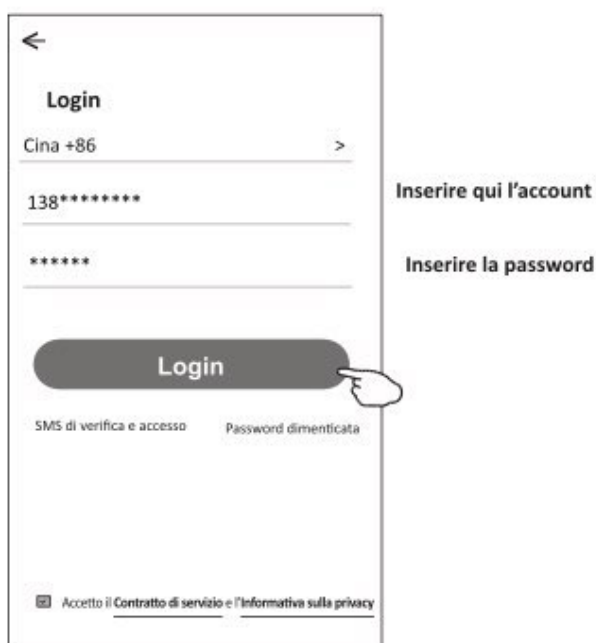 Login
Cina +86 >
138********
Inserire qui l'account
******
Inserire la password
Login
SMS di verifica e accesso Password dimenticata
Accetto il Contratto di servizio e l'Informativa sulla privacy